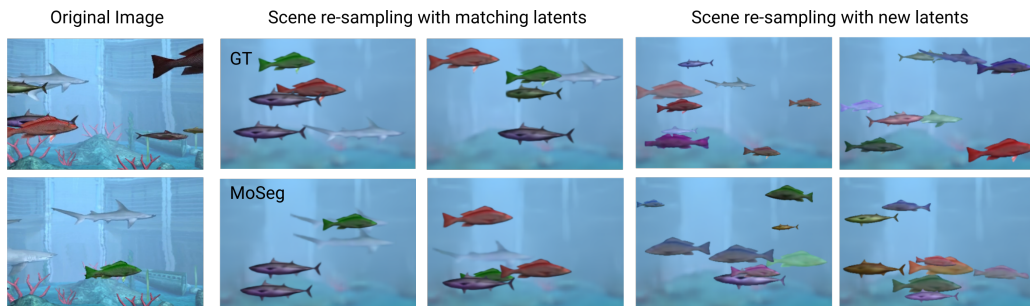 Original Image
Scene re-sampling with matching latents
Scene re-sampling with new latents
GT
MoSeg